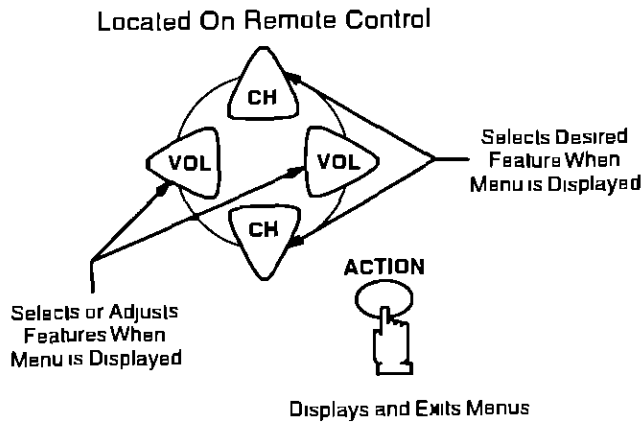 Located On Remote Control
CH
VOL
VOL
CH
Selects Desired
Feature When
Menu is Displayed
ACTION
Selects or Adjusts
Features When
Menu is Displayed
Displays and Exits Menus